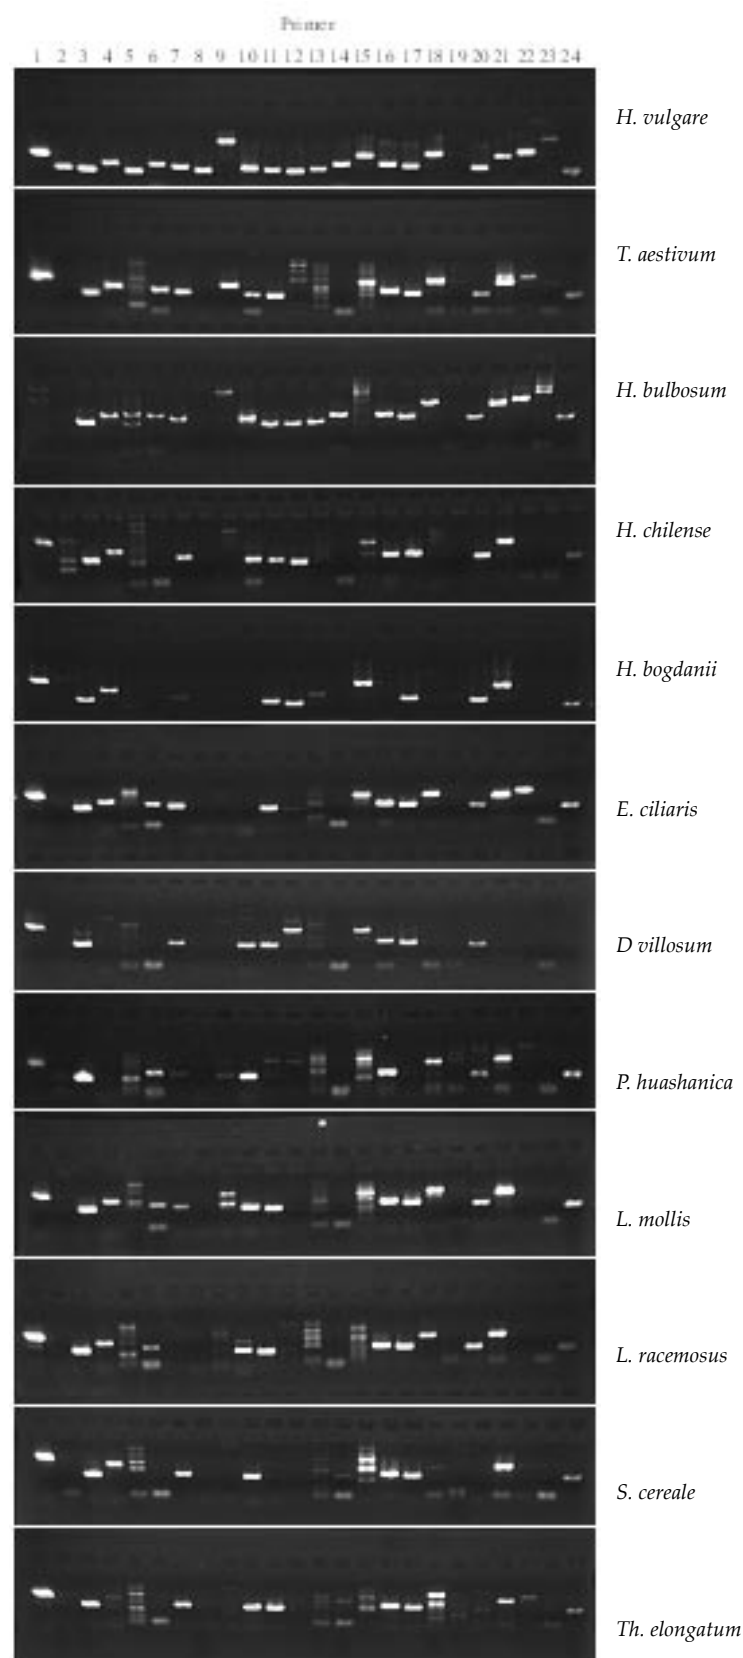 Primer
1 2 3 4 5 6 7 8 9 10 11 12 13 14 15 16 17 18 19 20 21 22 23 24
H. vulgare
T. aestivum
H. bulbosum
H. chilense
H. bogdanii
E. ciliaris
D villosum
P. huashanica
L. mollis
L. racemosus
S. cereale
Th. elongatum